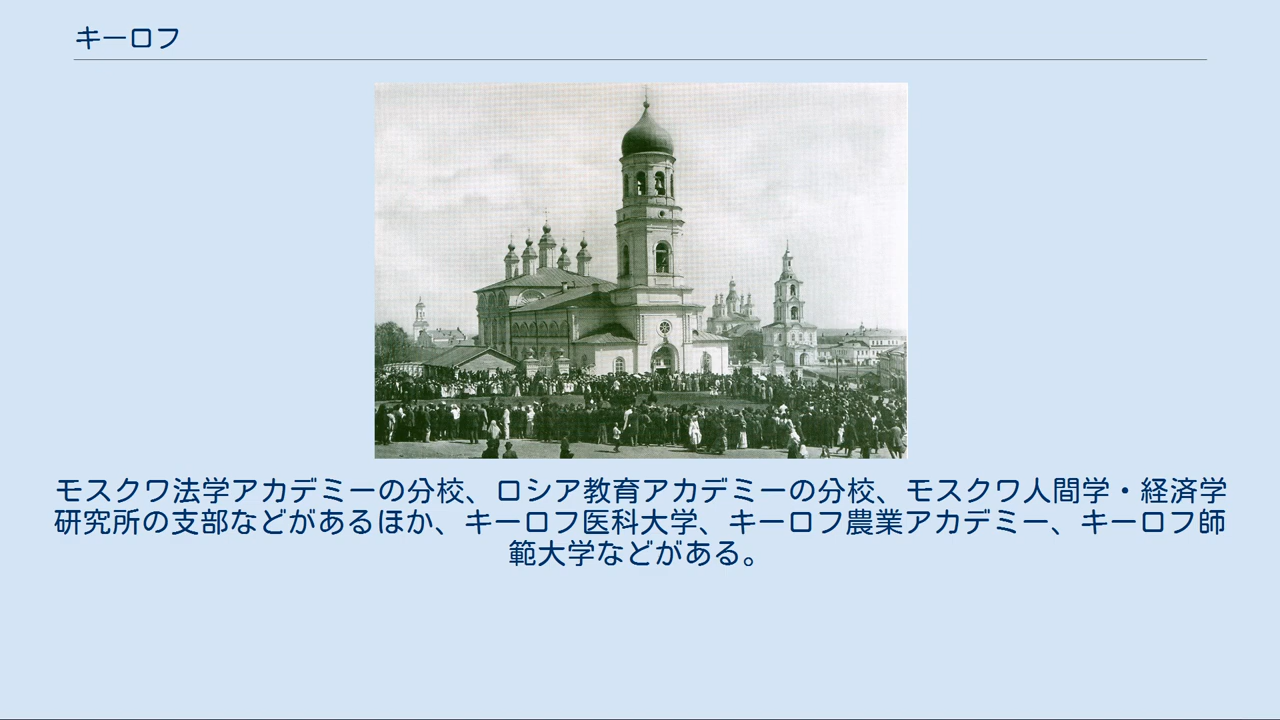 キーロフ
モスクワ法学アカデミーの分校、ロシア教育アカデミーの分校、モスクワ人間学・経済学
研究所の支部などがあるほか、キーロフ医科大学、キーロフ農業アカデミー、キーロフ師
範大学などがある。